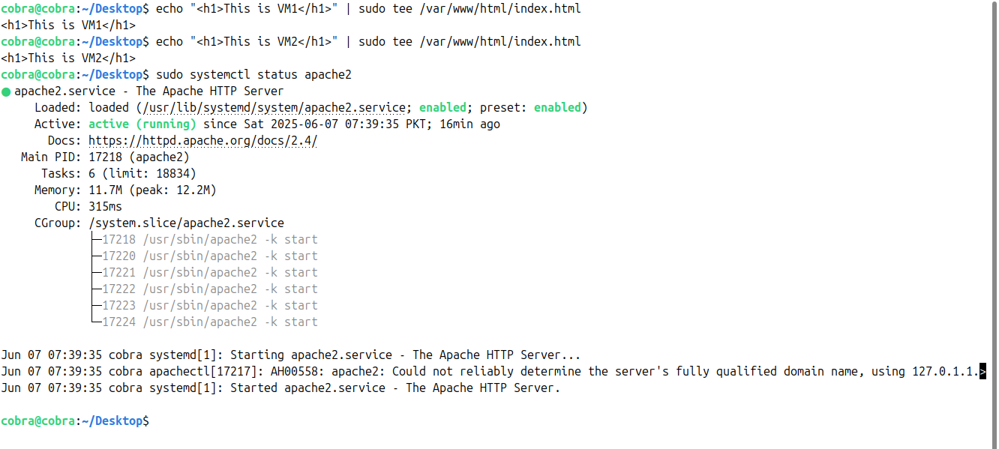 cobra@cobra:~/Desktop$ echo "<h1>This is VM1</h1>" | sudo tee /var/www/html/index.html
<h1>This is VM1</h1>
cobra@cobra:~/Desktop$ echo "<h1>This is VM2</h1>" | sudo tee /var/www/html/index.html
<h1>This is VM2</h1>
cobra@cobra:~/Desktop$ sudo systemctl status apache2
● apache2.service - The Apache HTTP Server
     Loaded: loaded (/usr/lib/systemd/system/apache2.service; enabled; preset: enabled)
     Active: active (running) since Sat 2025-06-07 07:39:35 PKT; 16min ago
       Docs: https://httpd.apache.org/docs/2.4/
   Main PID: 17218 (apache2)
      Tasks: 6 (limit: 18834)
     Memory: 11.7M (peak: 12.2M)
        CPU: 315ms
     CGroup: /system.slice/apache2.service
             ├─17218 /usr/sbin/apache2 -k start
             ├─17220 /usr/sbin/apache2 -k start
             ├─17221 /usr/sbin/apache2 -k start
             ├─17222 /usr/sbin/apache2 -k start
             ├─17223 /usr/sbin/apache2 -k start
             └─17224 /usr/sbin/apache2 -k start

Jun 07 07:39:35 cobra systemd[1]: Starting apache2.service - The Apache HTTP Server...
Jun 07 07:39:35 cobra apachectl[17217]: AH00558: apache2: Could not reliably determine the server's fully qualified domain name, using 127.0.1.1.>
Jun 07 07:39:35 cobra systemd[1]: Started apache2.service - The Apache HTTP Server.

cobra@cobra:~/Desktop$